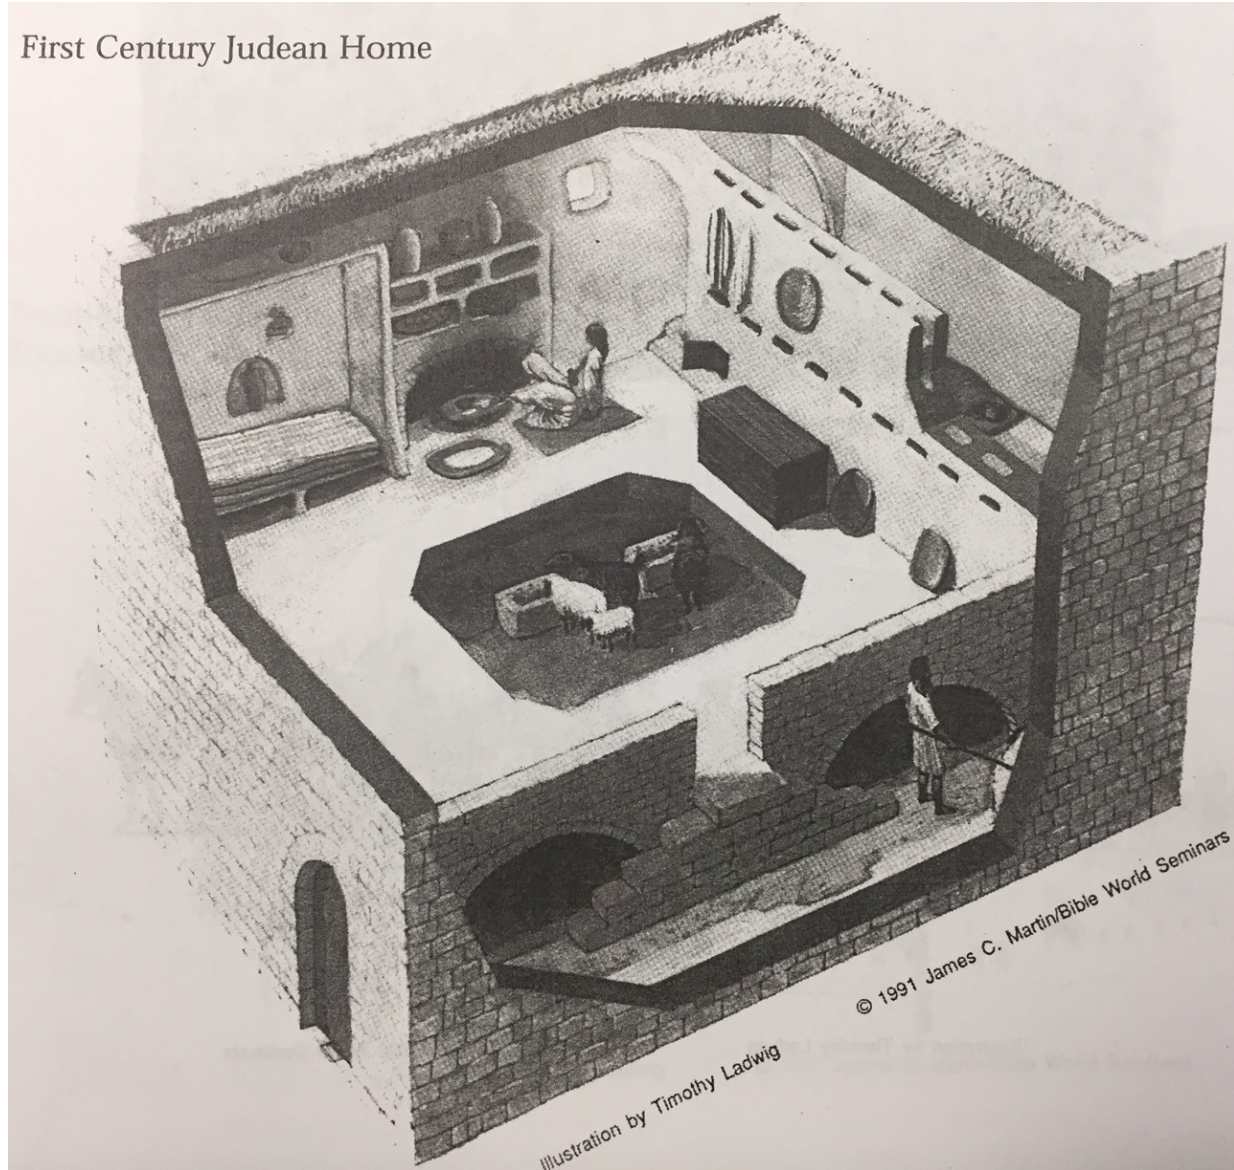 First Century Judean Home
© 1991 James C. Martin/Bible World Seminars
Illustration by Timothy Ladwig